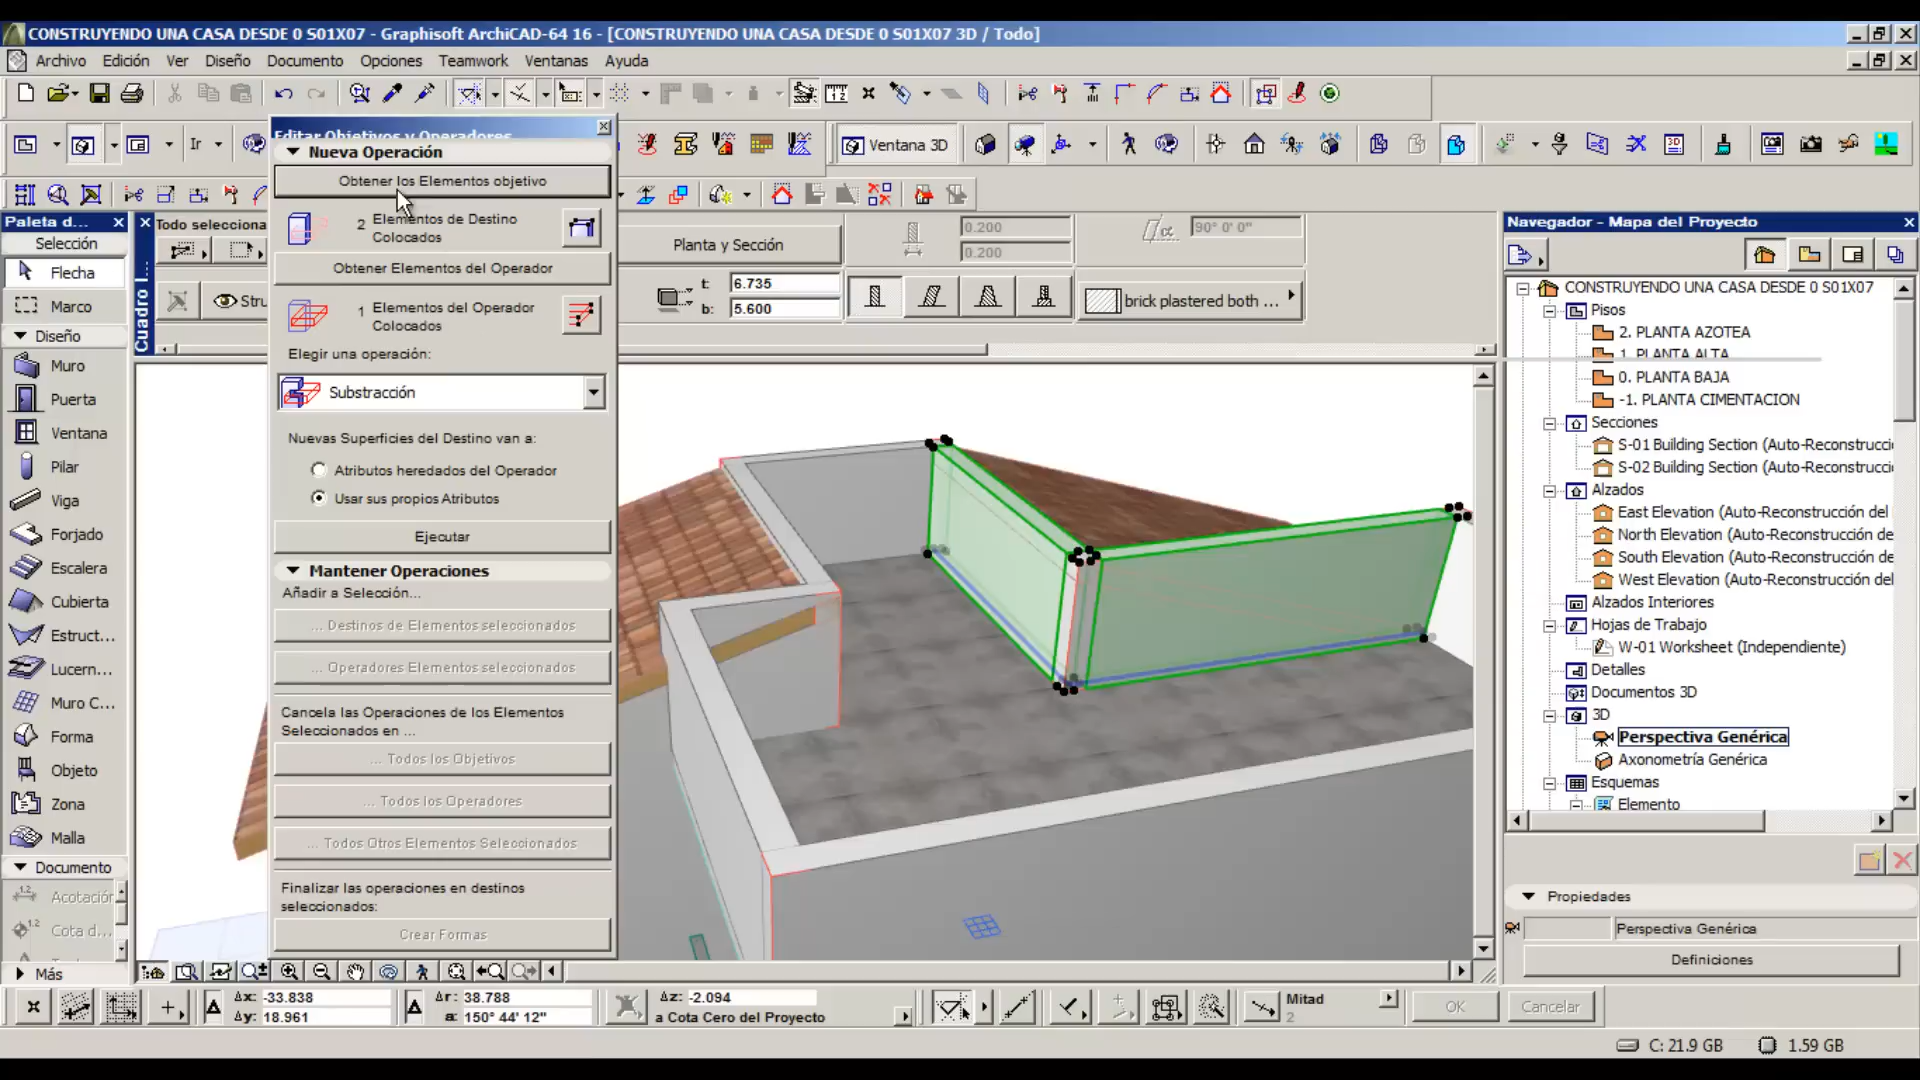 CONSTRUYENDO UNA CASA DESDE 0 S01X07 - Graphisoft ArchiCAD-64 16 - [CONSTRUYENDO UNA CASA DESDE 0 S01X07 3D / Todo]
Archivo Edición Ver Diseño Documento Opciones Teamwork Ventanas Ayuda
Editar Objetivos y Operadores
Ir
Ventana 3D
Nueva Operación
Obtener los Elementos objetivo
2 Elementos de Destino
Colocados
Obtener Elementos del Operador
1 Elementos del Operador
Colocados
Elegir una operación:
Substracción
Nuevas Superficies del Destino van a:
Atributos heredados del Operador
Usar sus propios Atributos
Ejecutar
Mantener Operaciones
Añadir a Selección...
... Destinos de Elementos seleccionados
... Operadores Elementos seleccionados
Cancela las Operaciones de los Elementos
Seleccionados en ...
... Todos los Objetivos
... Todos los Operadores
... Todos Otros Elementos Seleccionados
Finalizar las operaciones en destinos
seleccionados:
Crear Formas
Paleta d...
Selección
Flecha
Marco
Diseño
Muro
Puerta
Ventana
Pilar
Viga
Forjado
Escalera
Cubierta
Estruct...
Lucern...
Muro C...
Forma
Objeto
Zona
Malla
Documento
Acotación
Cota d...
Más
Cuadro I...
Todo selecciona
Stru
Planta y Sección
t: 6.735
b: 5.600
0.200
0.200
90° 0' 0"
brick plastered both ...
Navegador - Mapa del Proyecto
CONSTRUYENDO UNA CASA DESDE 0 S01X07
Pisos
2. PLANTA AZOTEA
1. PLANTA ALTA
0. PLANTA BAJA
-1. PLANTA CIMENTACION
Secciones
S-01 Building Section (Auto-Reconstrucci
S-02 Building Section (Auto-Reconstrucci
Alzados
East Elevation (Auto-Reconstrucción del
North Elevation (Auto-Reconstrucción de
South Elevation (Auto-Reconstrucción de
West Elevation (Auto-Reconstrucción del
Alzados Interiores
Hojas de Trabajo
W-01 Worksheet (Independiente)
Detalles
Documentos 3D
3D
Perspectiva Genérica
Axonometría Genérica
Esquemas
Elemento
Propiedades
Perspectiva Genérica
Definiciones
Δx: -33.838
Δy: 18.961
Δr: 38.788
a: 150° 44' 12"
Δz: -2.094
a Cota Cero del Proyecto
Mitad
2
OK
Cancelar
C: 21.9 GB
1.59 GB